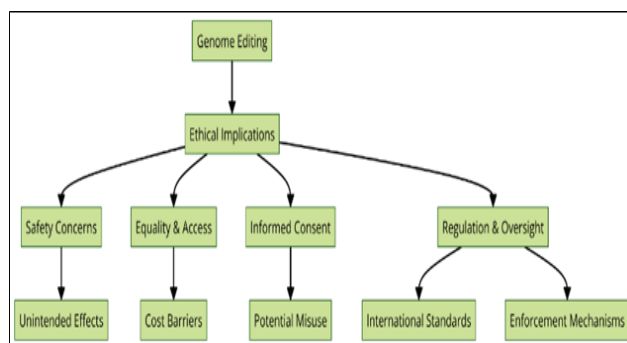 Genome Editing
Ethical Implications
Safety Concerns
Equality & Access
Informed Consent
Regulation & Oversight
Unintended Effects
Cost Barriers
Potential Misuse
International Standards
Enforcement Mechanisms